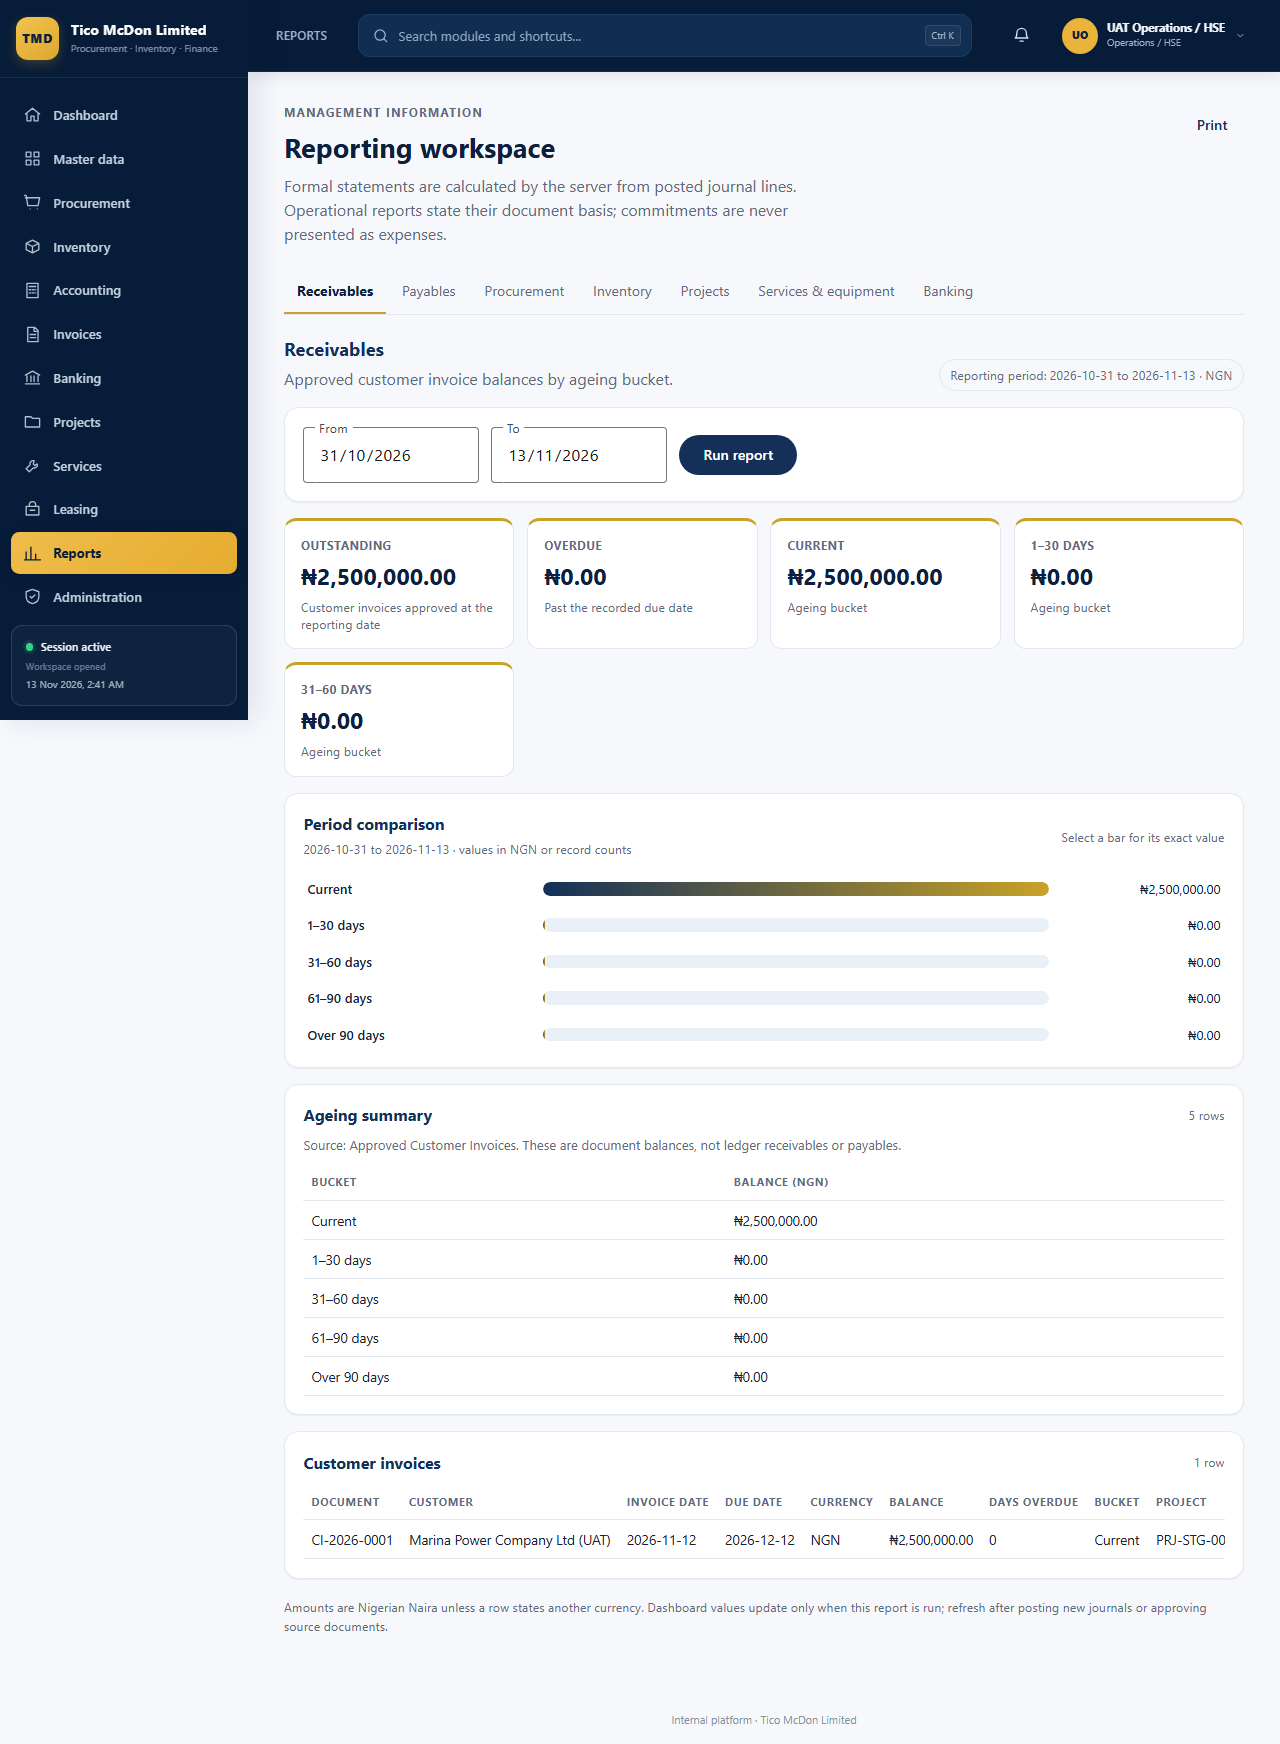 TMD
Tico McDon Limited
Procurement · Inventory · Finance
REPORTS
Search modules and shortcuts...
Ctrl K
UO
UAT Operations / HSE
Operations / HSE
Dashboard
Master data
Procurement
Inventory
Accounting
Invoices
Banking
Projects
Services
Leasing
Reports
Administration
Session active
Workspace opened
13 Nov 2026, 2:41 AM
MANAGEMENT INFORMATION
Reporting workspace
Print
Formal statements are calculated by the server from posted journal lines.
Operational reports state their document basis; commitments are never
presented as expenses.
Receivables Payables Procurement Inventory Projects Services & equipment Banking
Receivables
Approved customer invoice balances by ageing bucket.
Reporting period: 2026-10-31 to 2026-11-13 · NGN
From
31/10/2026
To
13/11/2026
Run report
OUTSTANDING
₦2,500,000.00
Customer invoices approved at the
reporting date
OVERDUE
₦0.00
Past the recorded due date
CURRENT
₦2,500,000.00
Ageing bucket
1–30 DAYS
₦0.00
Ageing bucket
31–60 DAYS
₦0.00
Ageing bucket
Period comparison
2026-10-31 to 2026-11-13 · values in NGN or record counts
Select a bar for its exact value
Current ₦2,500,000.00
1–30 days ₦0.00
31–60 days ₦0.00
61–90 days ₦0.00
Over 90 days ₦0.00
Ageing summary
5 rows
Source: Approved Customer Invoices. These are document balances, not ledger receivables or payables.
BUCKET BALANCE (NGN)
Current ₦2,500,000.00
1–30 days ₦0.00
31–60 days ₦0.00
61–90 days ₦0.00
Over 90 days ₦0.00
Customer invoices
1 row
DOCUMENT CUSTOMER INVOICE DATE DUE DATE CURRENCY BALANCE DAYS OVERDUE BUCKET PROJECT
CI-2026-0001 Marina Power Company Ltd (UAT) 2026-11-12 2026-12-12 NGN ₦2,500,000.00 0 Current PRJ-STG-00
Amounts are Nigerian Naira unless a row states another currency. Dashboard values update only when this report is run; refresh after posting new journals or approving
source documents.
Internal platform · Tico McDon Limited